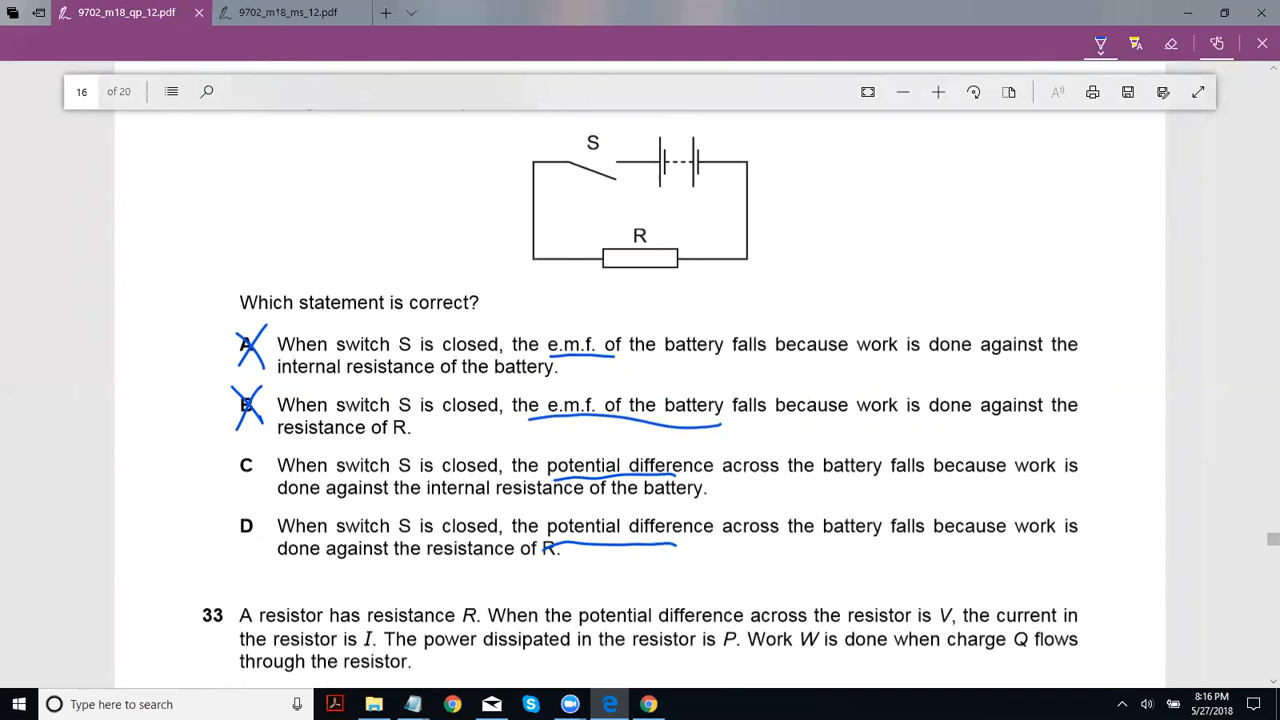 9702_m18_qp_12.pdf
9702_m18_ms_12.pdf
16 of 20
S
R
Which statement is correct?
A When switch S is closed, the e.m.f. of the battery falls because work is done against the
internal resistance of the battery.
B When switch S is closed, the e.m.f. of the battery falls because work is done against the
resistance of R.
C When switch S is closed, the potential difference across the battery falls because work is
done against the internal resistance of the battery.
D When switch S is closed, the potential difference across the battery falls because work is
done against the resistance of R.
33 A resistor has resistance R. When the potential difference across the resistor is V, the current in
the resistor is I. The power dissipated in the resistor is P. Work W is done when charge Q flows
through the resistor.
Type here to search
8:16 PM
5/27/2018